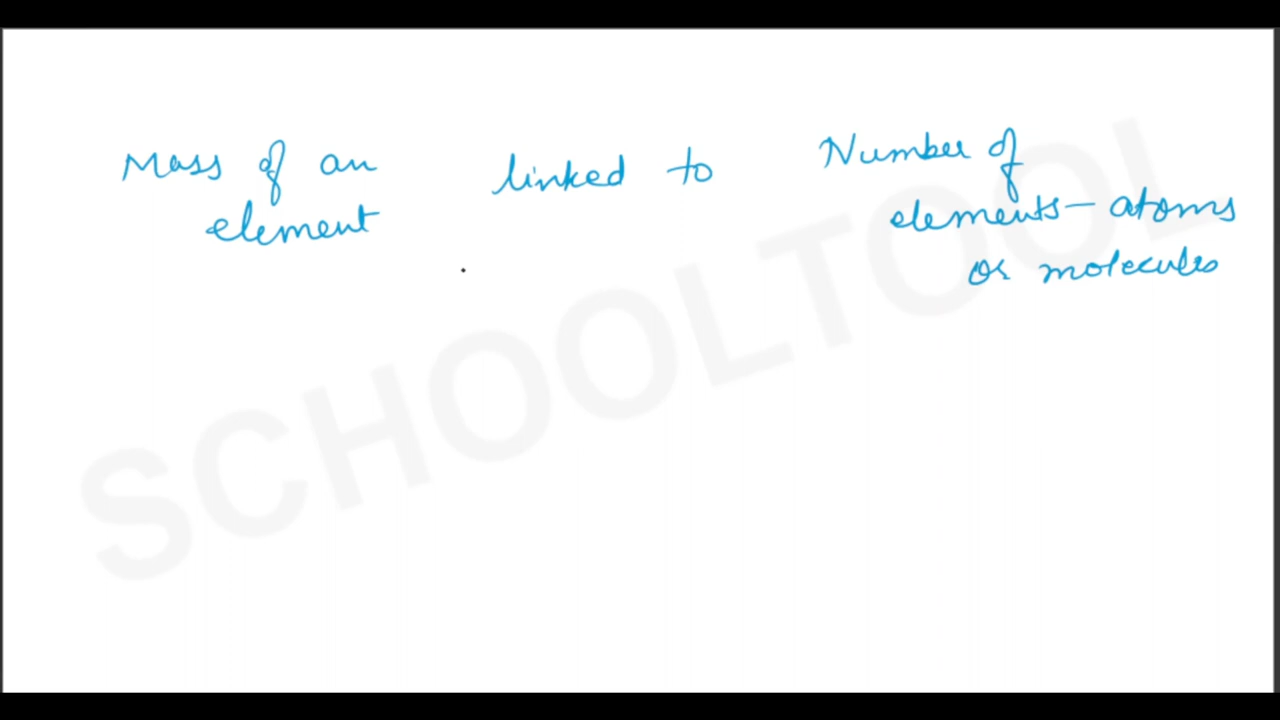 Mass of an
element
linked to
Number of
elements - atoms
or molecules
SCHOOLTOOL